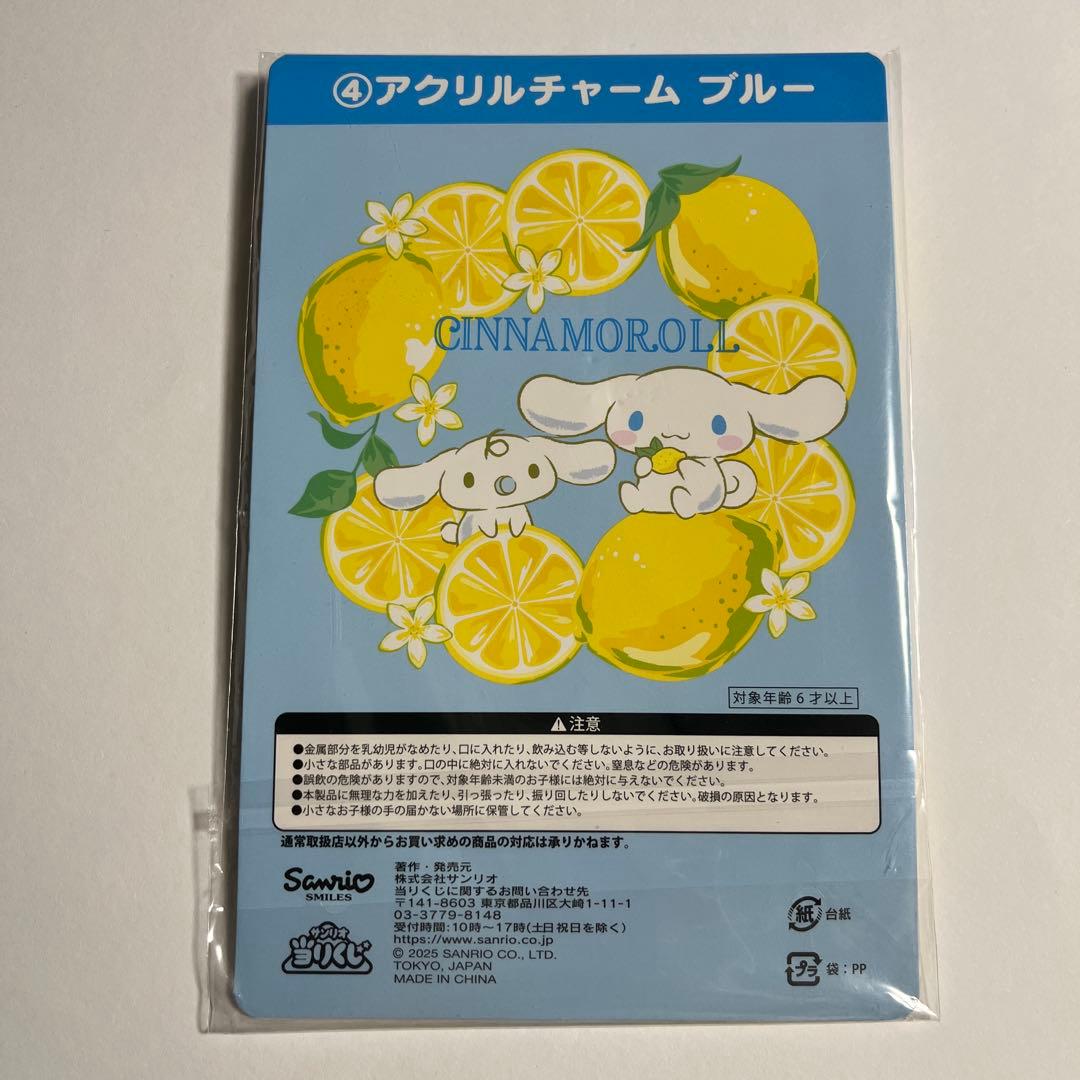 ④アクリルチャーム ブルー
CINNAMOROLL
対象年齢6才以上
注意
●金属部分を乳幼児がなめたり、口に入れたり、飲み込む等しないように、お取り扱いに注意してください。
●小さな部品があります。口の中に絶対に入れないでください。窒息などの危険があります。
●誤飲の危険がありますので、対象年齢未満のお子様には絶対に与えないでください。
●本製品に無理な力を加えたり、引っ張ったり、振り回したりしないでください。破損の原因となります。
●小さなお子様の手の届かない場所に保管してください。
通常取扱店以外からお買い求めの商品の対応は承りかねます。
Sanrio
SMILES
サンリオ
当りくじ
著作・発売元
株式会社サンリオ
当りくじに関するお問い合わせ先
〒141-8603 東京都品川区大崎1-11-1
03-3779-8148
受付時間:10時〜17時(土日祝日を除く)
https://www.sanrio.co.jp
© 2025 SANRIO CO., LTD.
TOKYO, JAPAN
MADE IN CHINA
紙 台紙
プラ 袋：PP